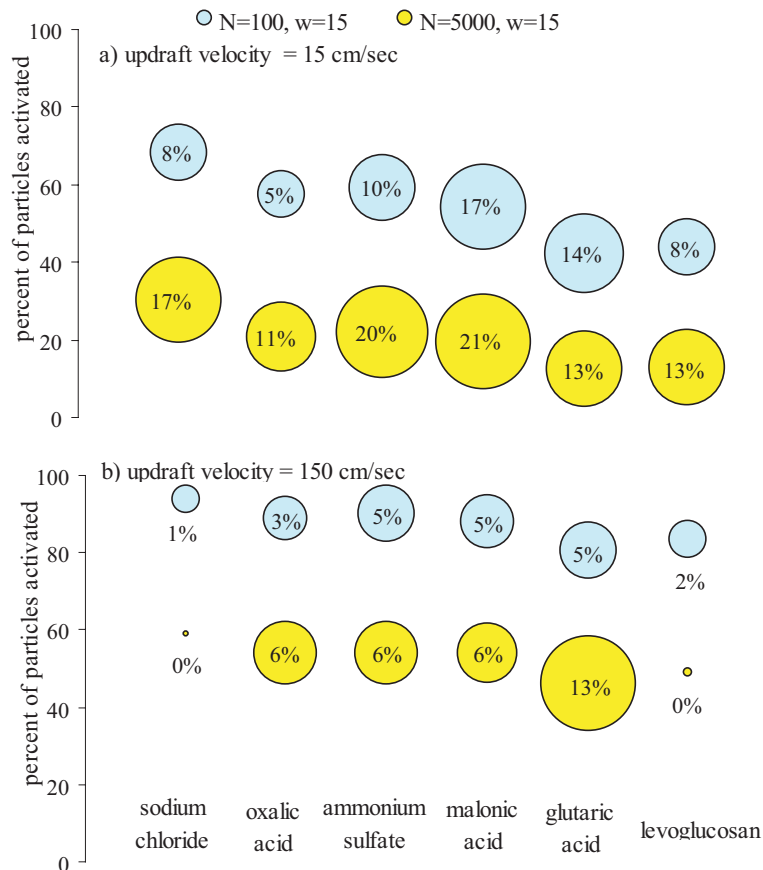 N=100, w=15 N=5000, w=15
a) updraft velocity = 15 cm/sec
percent of particles activated
100
80
60
40
20
0
8%
5%
10%
17%
14%
8%
17%
11%
20%
21%
13%
13%
b) updraft velocity = 150 cm/sec
percent of particles activated
100
80
60
40
20
0
1%
3%
5%
5%
5%
2%
0%
6%
6%
6%
13%
0%
sodium
chloride
oxalic
acid
ammonium
sulfate
malonic
acid
glutaric
acid
levoglucosan